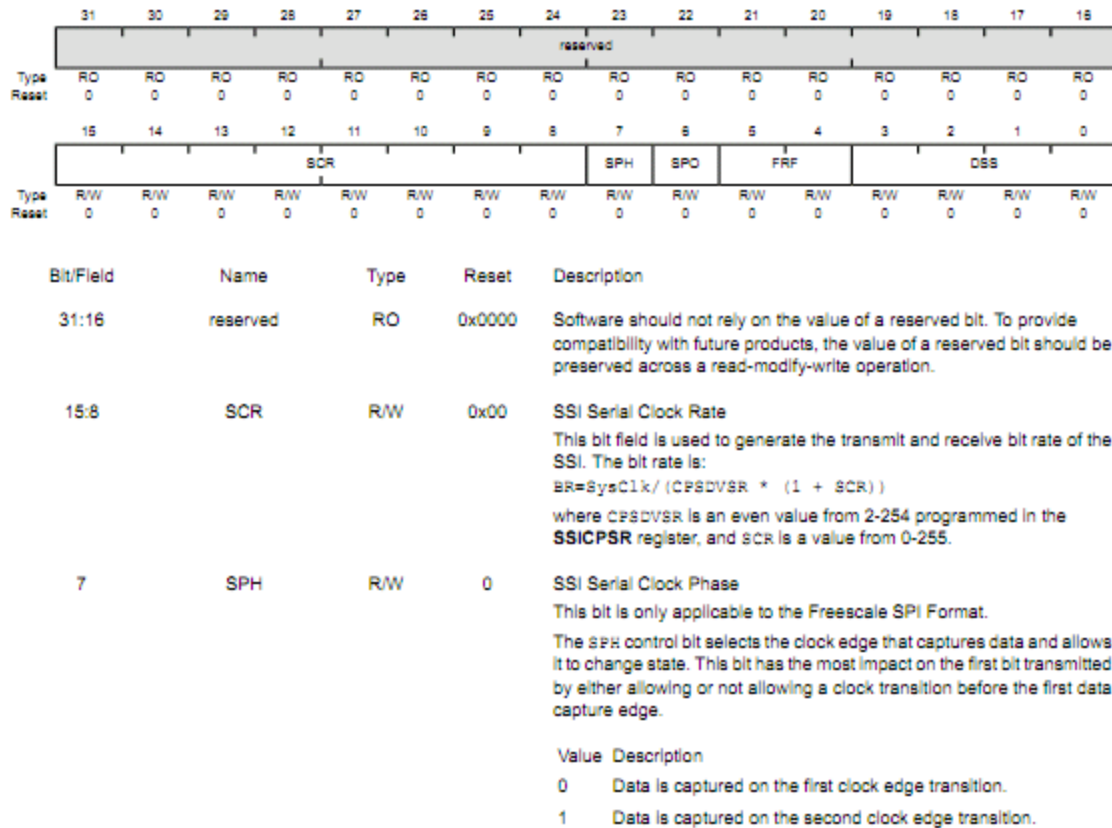 31 30 29 28 27 26 25 24 23 22 21 20 19 18 17 16
reserved
Type RO RO RO RO RO RO RO RO RO RO RO RO RO RO RO RO
Reset 0 0 0 0 0 0 0 0 0 0 0 0 0 0 0 0
15 14 13 12 11 10 9 8 7 6 5 4 3 2 1 0
SCR SPH SPO FRF DSS
Type R/W R/W R/W R/W R/W R/W R/W R/W R/W R/W R/W R/W R/W R/W R/W R/W
Reset 0 0 0 0 0 0 0 0 0 0 0 0 0 0 0 0
Bit/Field Name Type Reset Description
31:16 reserved RO 0x0000 Software should not rely on the value of a reserved bit. To provide
compatibility with future products, the value of a reserved bit should be
preserved across a read-modify-write operation.
15:8 SCR R/W 0x00 SSI Serial Clock Rate
This bit field is used to generate the transmit and receive bit rate of the
SSI. The bit rate is:
BR=SysClk/(CPSDVSR * (1 + SCR))
where CPSDVSR is an even value from 2-254 programmed in the
SSICPSR register, and SCR is a value from 0-255.
7 SPH R/W 0 SSI Serial Clock Phase
This bit is only applicable to the Freescale SPI Format.
The SPH control bit selects the clock edge that captures data and allows
it to change state. This bit has the most impact on the first bit transmitted
by either allowing or not allowing a clock transition before the first data
capture edge.
Value Description
0 Data is captured on the first clock edge transition.
1 Data is captured on the second clock edge transition.